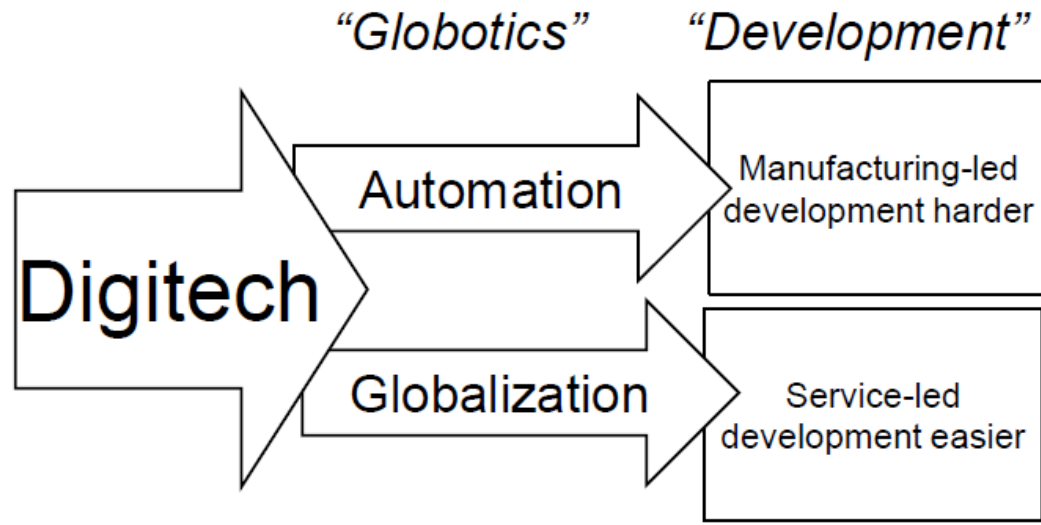 “Globotics”
“Development”
Digitech
Automation
Manufacturing-led
development harder
Globalization
Service-led
development easier